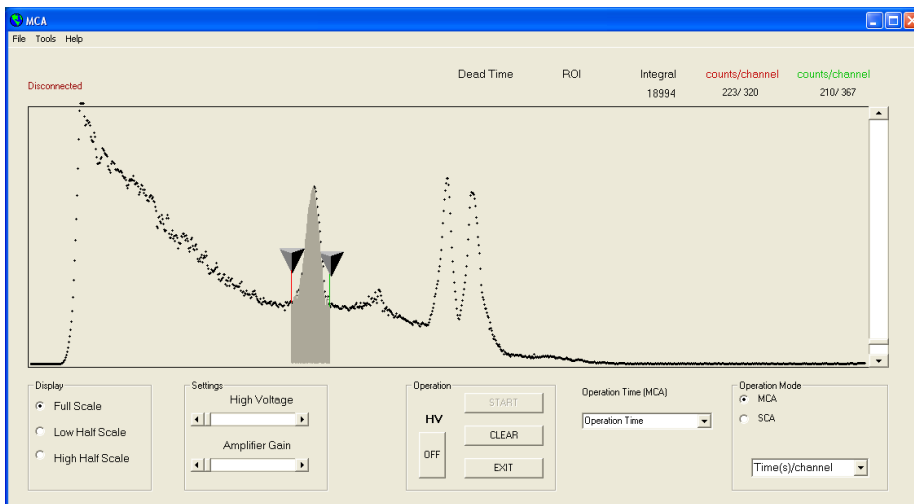 MCA
File Tools Help
Dead Time ROI Integral counts/channel counts/channel
Disconnected
18994 223/ 320 210/ 367
Display
Full Scale
Low Half Scale
High Half Scale
Settings
High Voltage
Amplifier Gain
Operation
HV
OFF
START
CLEAR
EXIT
Operation Time (MCA)
Operation Time
Operation Mode
MCA
SCA
Time(s)/channel